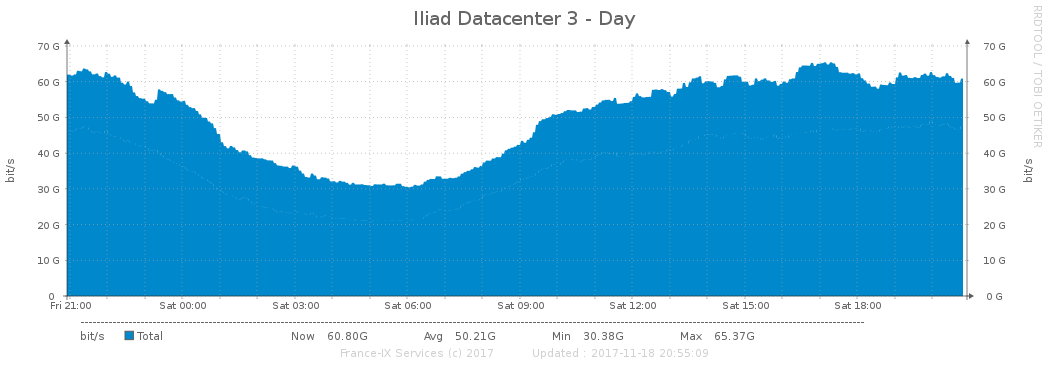 Iliad Datacenter 3 - Day
RRDTOOL / TOBI OETIKER
bit/s
70 G
60 G
50 G
40 G
30 G
20 G
10 G
0
70 G
60 G
50 G
40 G
30 G
20 G
10 G
0 G
bit/s
Fri 21:00 Sat 00:00 Sat 03:00 Sat 06:00 Sat 09:00 Sat 12:00 Sat 15:00 Sat 18:00
bit/s Total Now 60.80G Avg 50.21G Min 30.38G Max 65.37G
France-IX Services (c) 2017 Updated : 2017-11-18 20:55:09